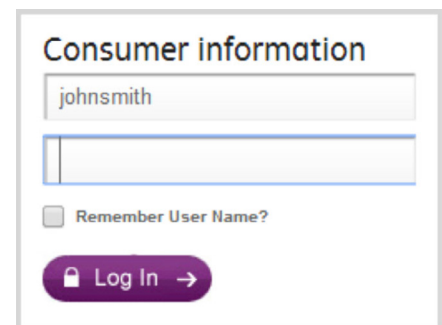 Consumer information
johnsmith
Remember User Name?
Log In